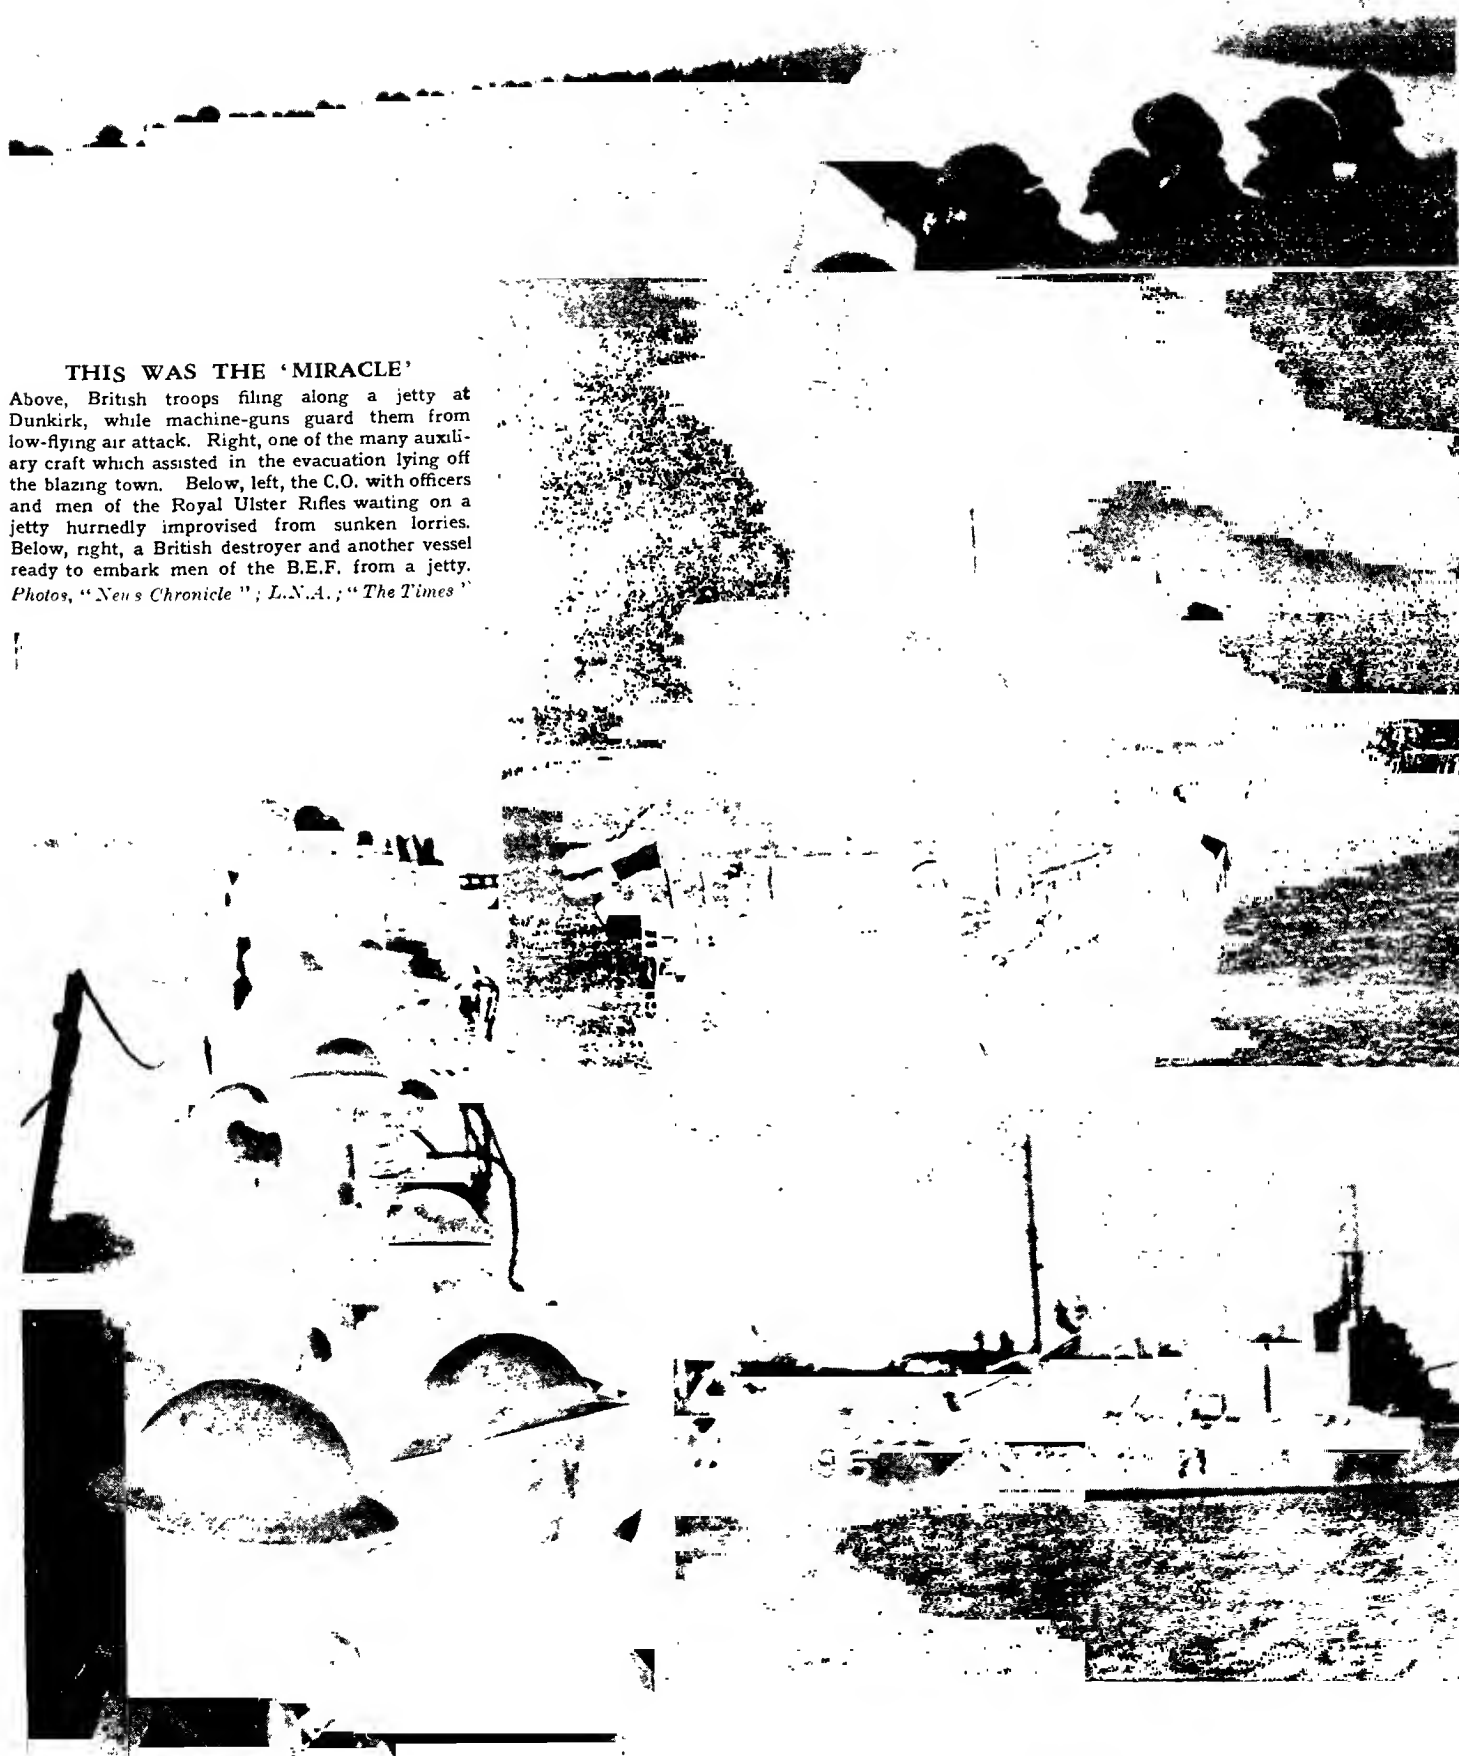 THIS WAS THE ‘MIRACLE’
Above, British troops filing along a jetty at
Dunkirk, while machine-guns guard them from
low-flying air attack. Right, one of the many auxili-
ary craft which assisted in the evacuation lying off
the blazing town. Below, left, the C.O. with officers
and men of the Royal Ulster Rifles waiting on a
jetty hurriedly improvised from sunken lorries.
Below, right, a British destroyer and another vessel
ready to embark men of the B.E.F. from a jetty.
Photos, “News Chronicle”; L.N.A.; “The Times”